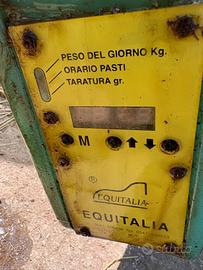 PESO DEL GIORNO Kg.
ORARIO PASTI
TARATURA gr.
M
®
EQUITALIA
EQUITALIA